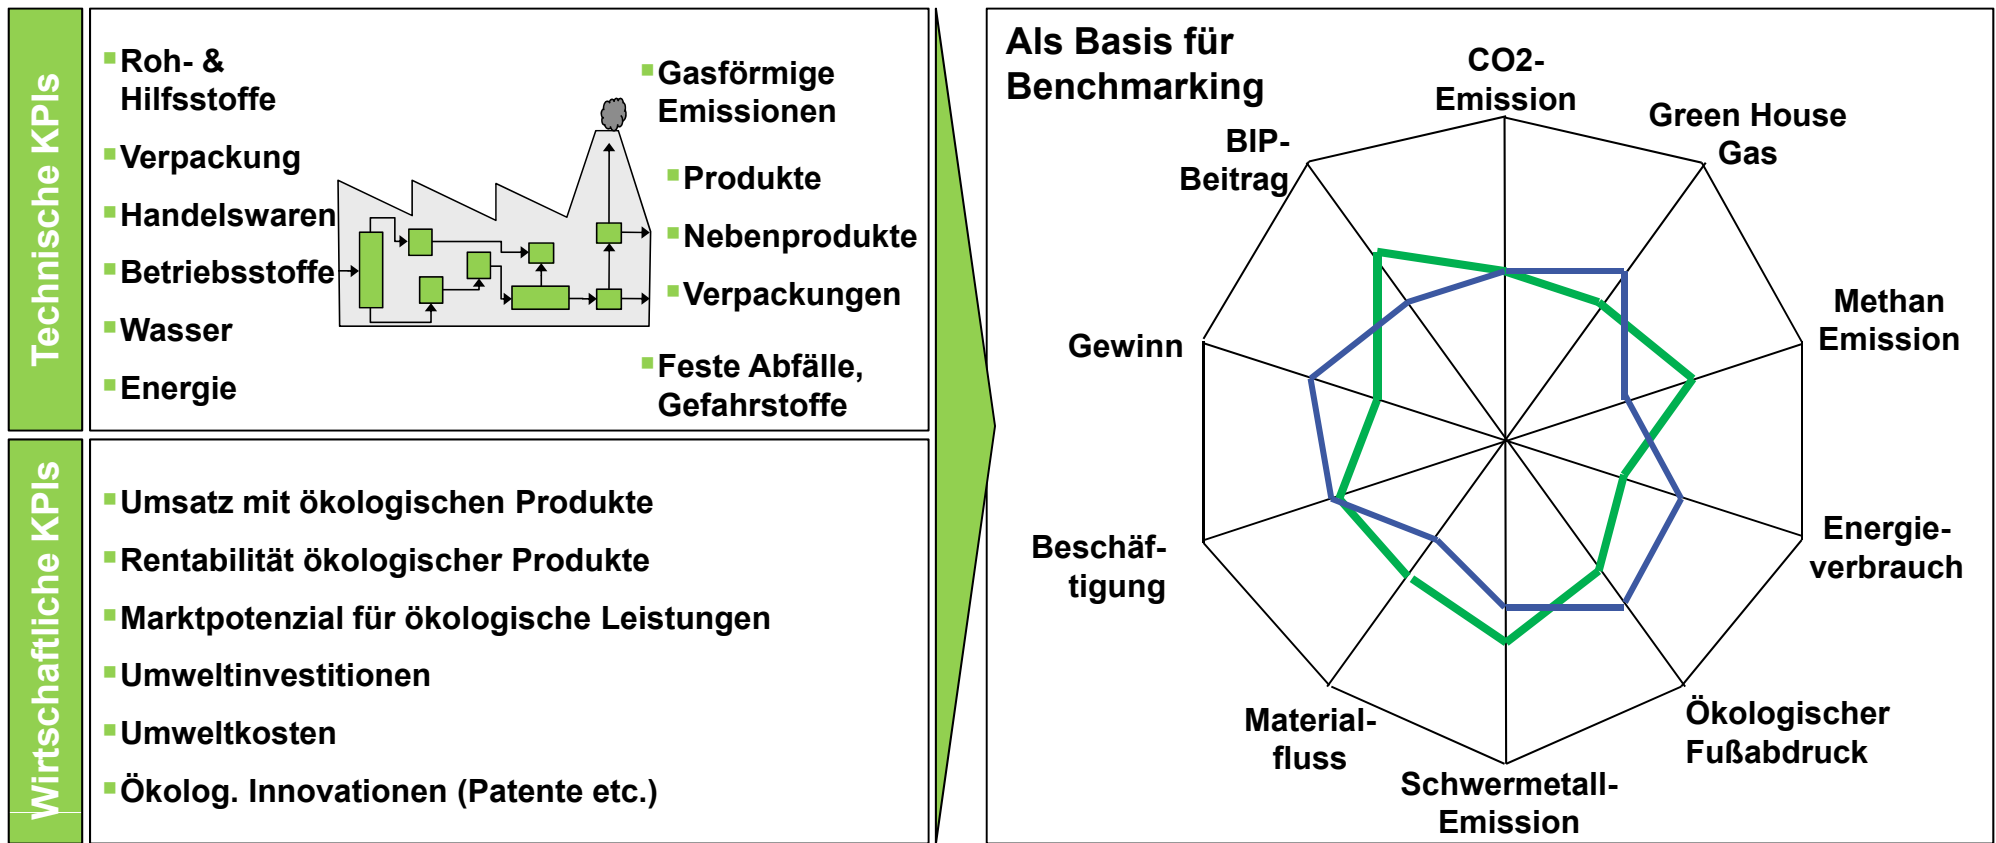 Technische KPIs
Roh- &
Hilfsstoffe
Verpackung
Handelswaren
Betriebsstoffe
Wasser
Energie
Gasförmige
Emissionen
Produkte
Nebenprodukte
Verpackungen
Feste Abfälle,
Gefahrstoffe
Wirtschaftliche KPIs
Umsatz mit ökologischen Produkte
Rentabilität ökologischer Produkte
Marktpotenzial für ökologische Leistungen
Umweltinvestitionen
Umweltkosten
Ökolog. Innovationen (Patente etc.)
Als Basis für
Benchmarking
CO2-
Emission
Green House
Gas
Methan
Emission
Energie-
verbrauch
Ökologischer
Fußabdruck
Schwermetall-
Emission
Material-
fluss
Beschäf-
tigung
Gewinn
BIP-
Beitrag